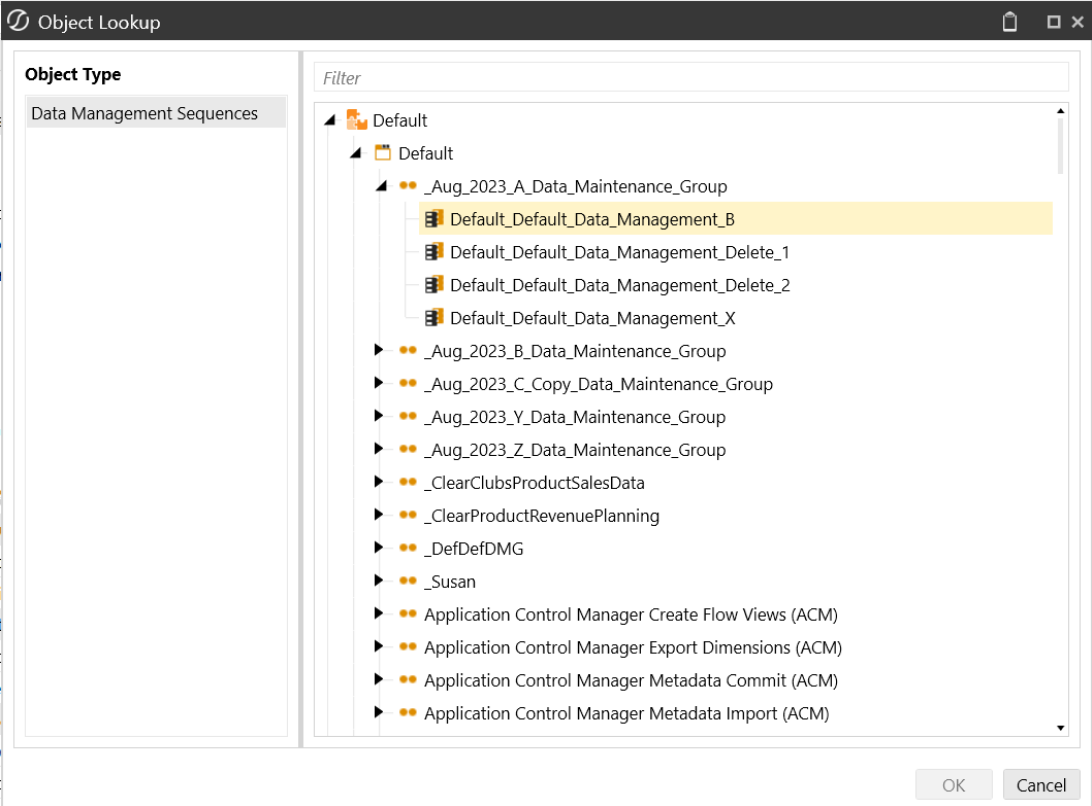 Object Lookup
Object Type
Data Management Sequences
Filter
Default
Default
_Aug_2023_A_Data_Maintenance_Group
Default_Default_Data_Management_B
Default_Default_Data_Management_Delete_1
Default_Default_Data_Management_Delete_2
Default_Default_Data_Management_X
_Aug_2023_B_Data_Maintenance_Group
_Aug_2023_C_Copy_Data_Maintenance_Group
_Aug_2023_Y_Data_Maintenance_Group
_Aug_2023_Z_Data_Maintenance_Group
_ClearClubsProductSalesData
_ClearProductRevenuePlanning
_DefDefDMG
_Susan
Application Control Manager Create Flow Views (ACM)
Application Control Manager Export Dimensions (ACM)
Application Control Manager Metadata Commit (ACM)
Application Control Manager Metadata Import (ACM)
OK Cancel